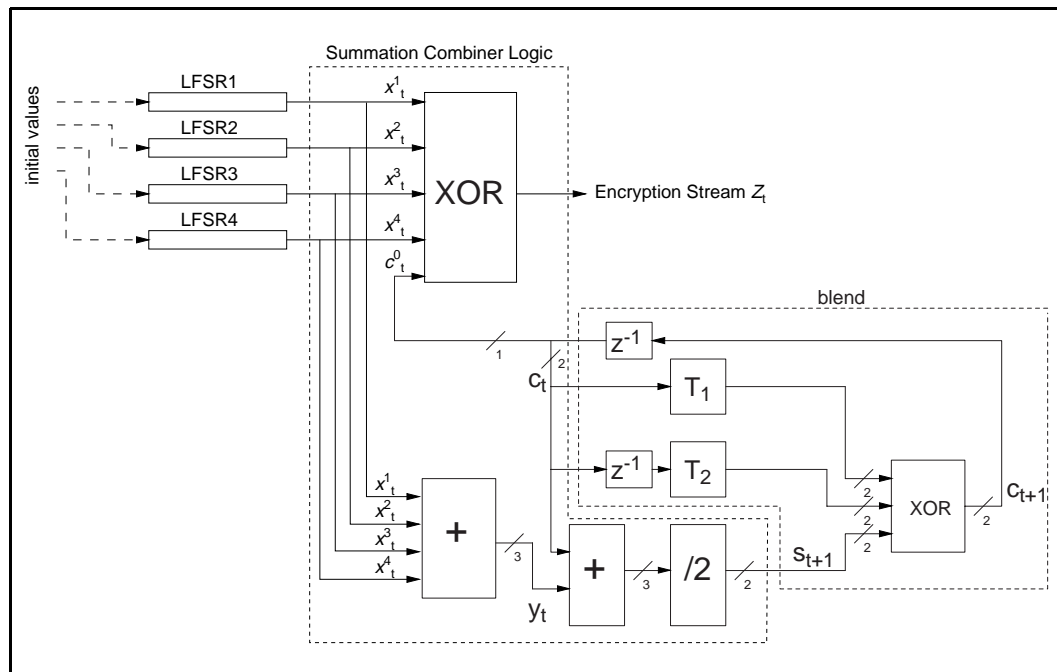 Summation Combiner Logic
initial values
LFSR1
LFSR2
LFSR3
LFSR4
x¹ₜ
x²ₜ
x³ₜ
x⁴ₜ
c⁰ₜ
XOR
Encryption Stream Zₜ
blend
1
2
z⁻¹
cₜ
T₁
z⁻¹
T₂
2
2
2
XOR
2
cₜ₊₁
x¹ₜ
x²ₜ
x³ₜ
x⁴ₜ
+
3
yₜ
+
3
/2
2
sₜ₊₁